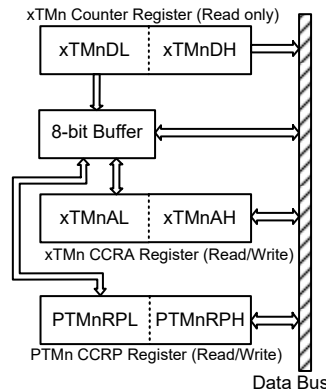 xTMn Counter Register (Read only)
xTMnDL xTMnDH
8-bit Buffer
xTMnAL xTMnAH
xTMn CCRA Register (Read/Write)
PTMnRPL PTMnRPH
PTMn CCRP Register (Read/Write)
Data Bus